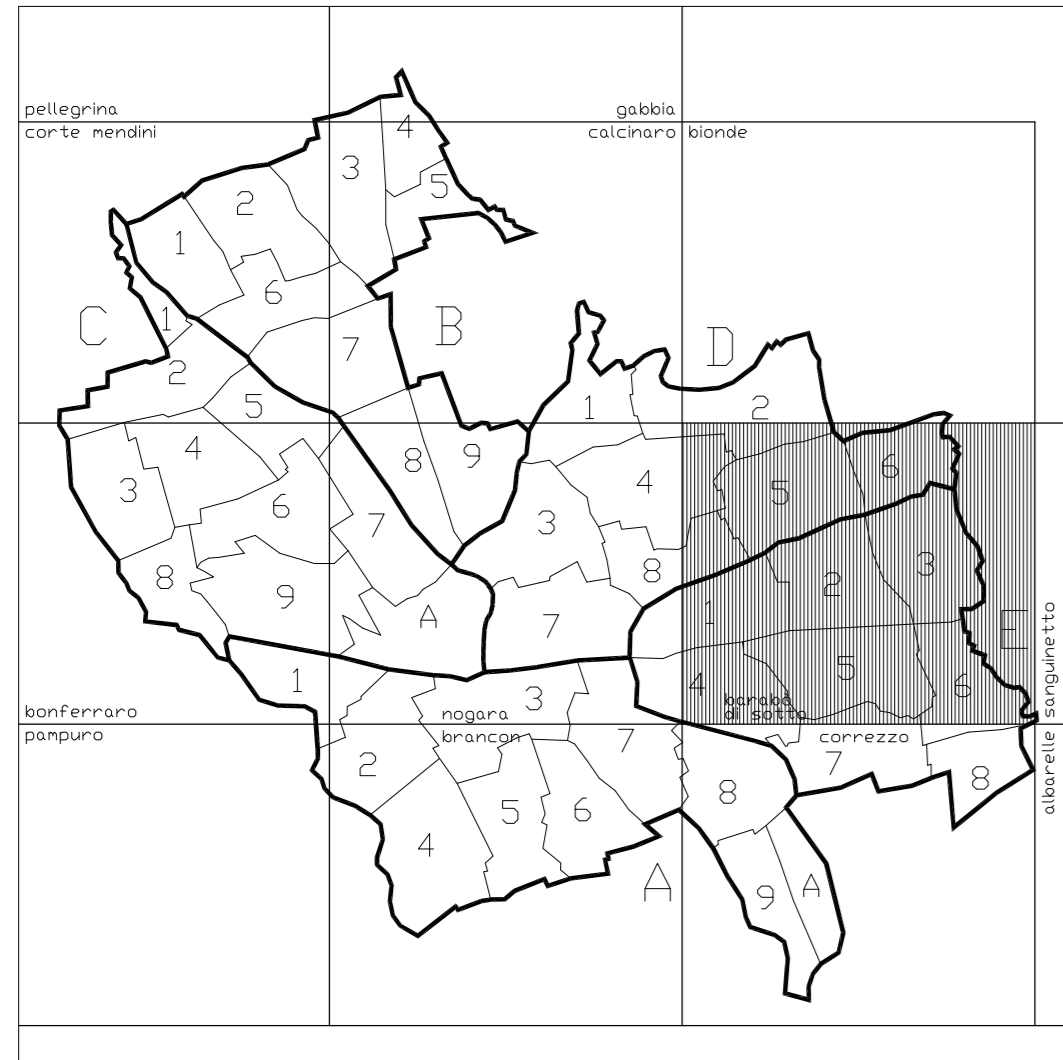 pellegrina
gabbia
corte mendini
calcinaro
bionde
4
3
5
2
1
6
C
1
B
7
D
2
5
1
2
4
8
9
6
4
5
3
6
3
7
8
8
3
2
9
A
7
1
E
5
1
4
6
3
bonferraro
nogara
barabò
di sotto
albarelle sanguinetto
pampuro
brancon
correzzo
2
7
7
8
8
5
6
4
A
9
A